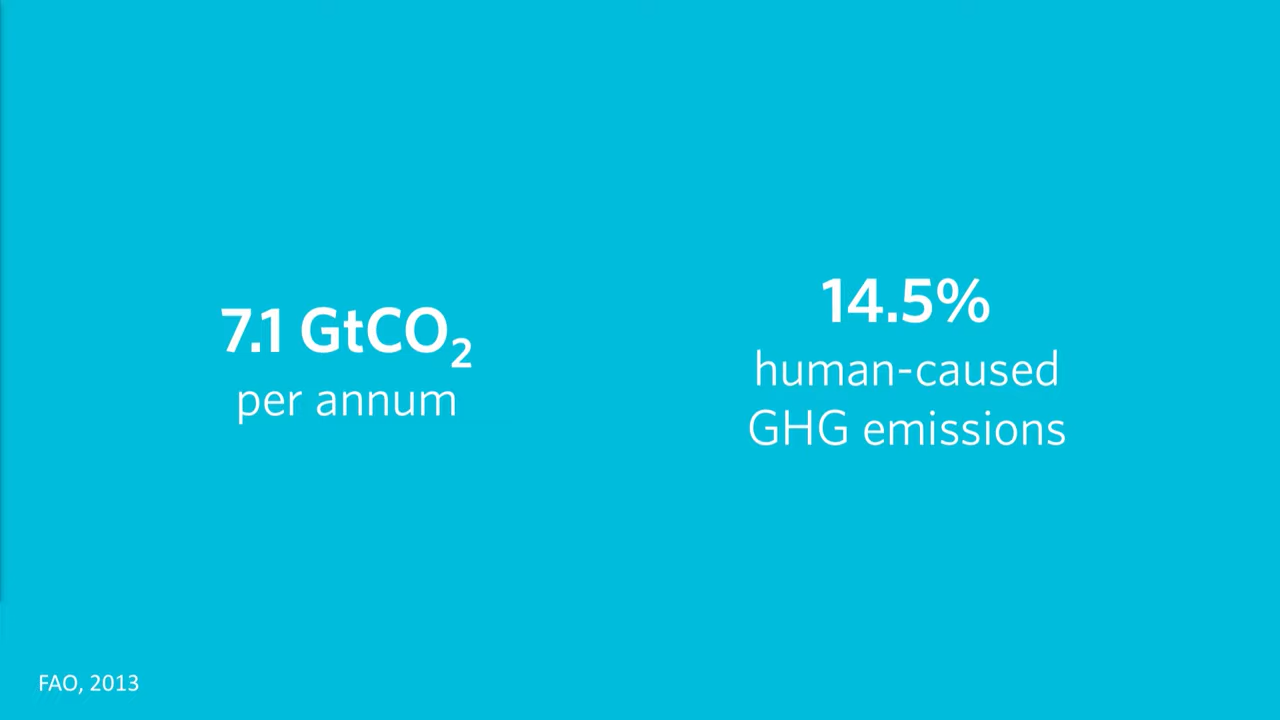 7.1 GtCO₂
per annum
14.5%
human-caused
GHG emissions
FAO, 2013